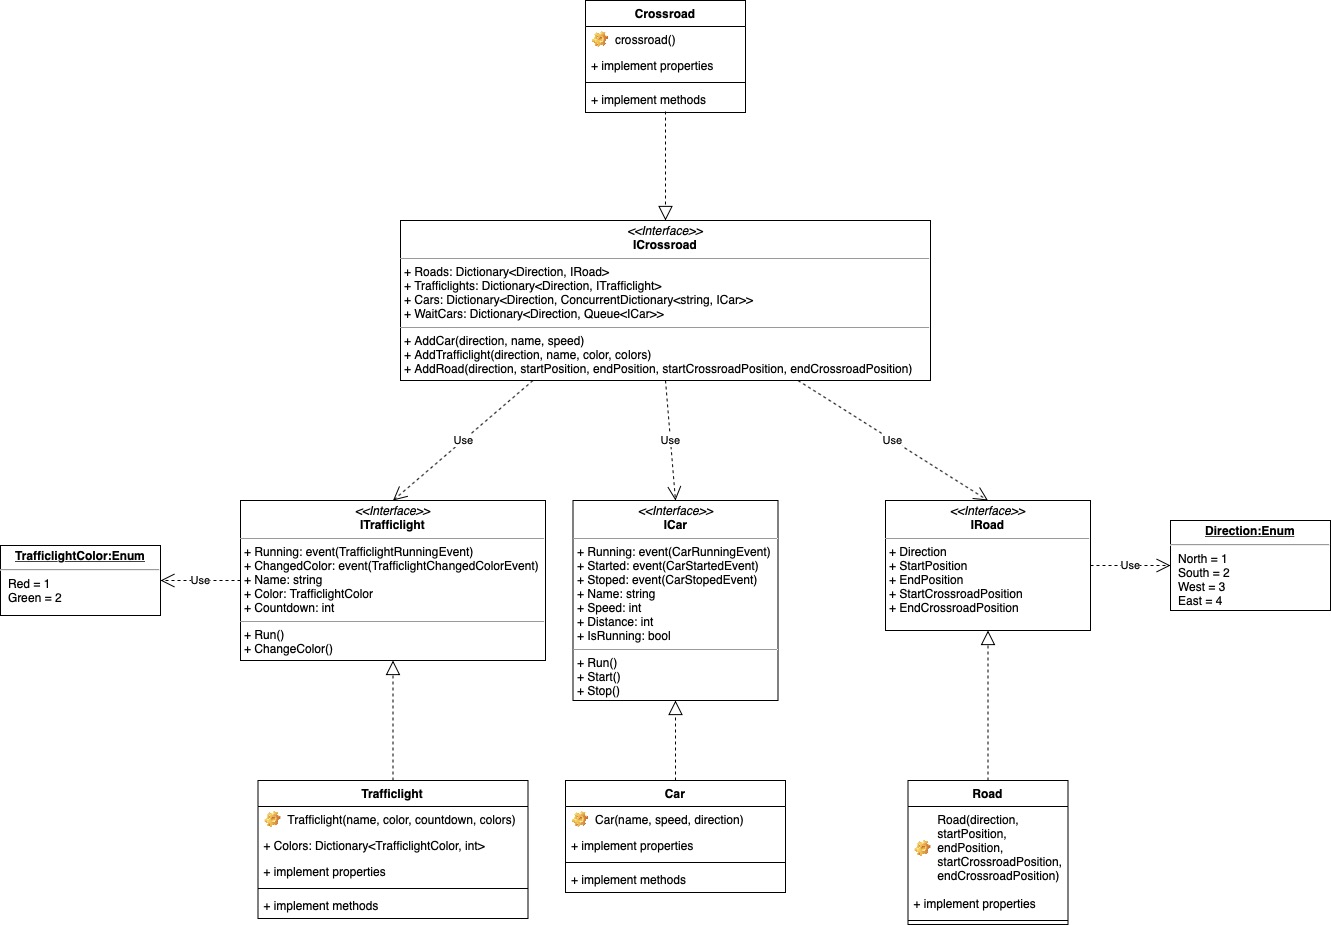 Crossroad
crossroad()
+ implement properties
+ implement methods
<<Interface>>
ICrossroad
+ Roads: Dictionary<Direction, IRoad>
+ Trafficlights: Dictionary<Direction, ITrafficlight>
+ Cars: Dictionary<Direction, ConcurrentDictionary<string, ICar>>
+ WaitCars: Dictionary<Direction, Queue<ICar>>
+ AddCar(direction, name, speed)
+ AddTrafficlight(direction, name, color, colors)
+ AddRoad(direction, startPosition, endPosition, startCrossroadPosition, endCrossroadPosition)
Use
Use
Use
TrafficlightColor:Enum
Red = 1
Green = 2
Use
<<Interface>>
ITrafficlight
+ Running: event(TrafficlightRunningEvent)
+ ChangedColor: event(TrafficlightChangedColorEvent)
+ Name: string
+ Color: TrafficlightColor
+ Countdown: int
+ Run()
+ ChangeColor()
<<Interface>>
ICar
+ Running: event(CarRunningEvent)
+ Started: event(CarStartedEvent)
+ Stoped: event(CarStopedEvent)
+ Name: string
+ Speed: int
+ Distance: int
+ IsRunning: bool
+ Run()
+ Start()
+ Stop()
<<Interface>>
IRoad
+ Direction
+ StartPosition
+ EndPosition
+ StartCrossroadPosition
+ EndCrossroadPosition
Use
Direction:Enum
North = 1
South = 2
West = 3
East = 4
Trafficlight
Trafficlight(name, color, countdown, colors)
+ Colors: Dictionary<TrafficlightColor, int>
+ implement properties
+ implement methods
Car
Car(name, speed, direction)
+ implement properties
+ implement methods
Road
Road(direction,
startPosition,
endPosition,
startCrossroadPosition,
endCrossroadPosition)
+ implement properties